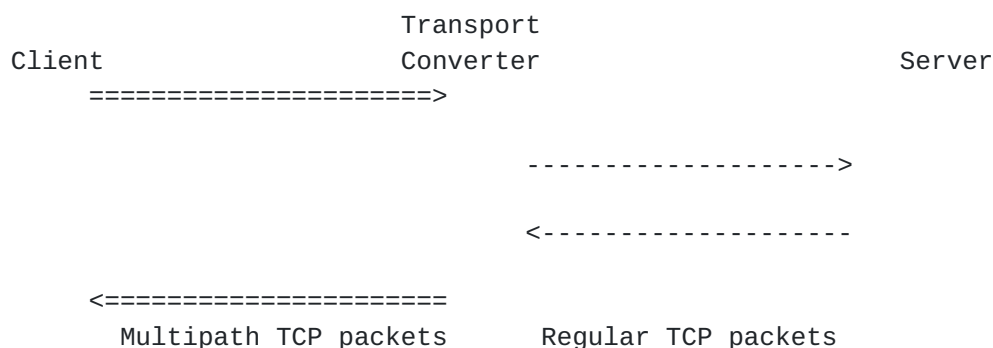 Transport
Client Converter Server
======================>
-------------------->
<--------------------
<======================
Multipath TCP packets Regular TCP packets